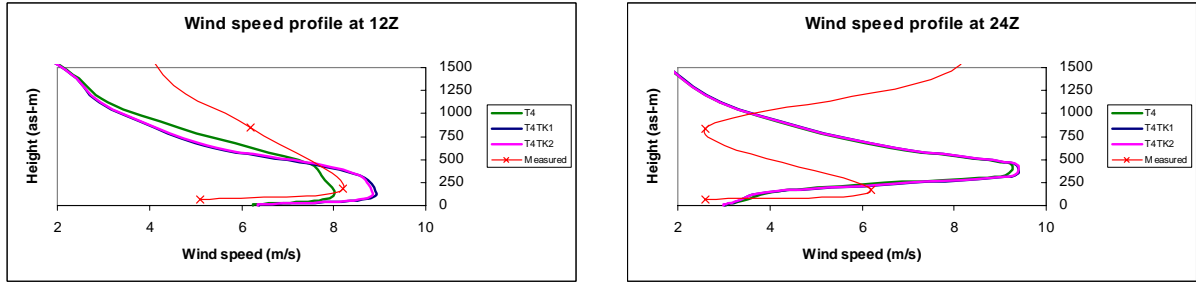 Wind speed profile at 12Z
Height (asl-m)
1500
1250
1000
750
500
250
0
2 4 6 8 10
Wind speed (m/s)
T4
T4TK1
T4TK2
Measured
Wind speed profile at 24Z
Height (asl-m)
1500
1250
1000
750
500
250
0
2 4 6 8 10
Wind speed (m/s)
T4
T4TK1
T4TK2
Measured